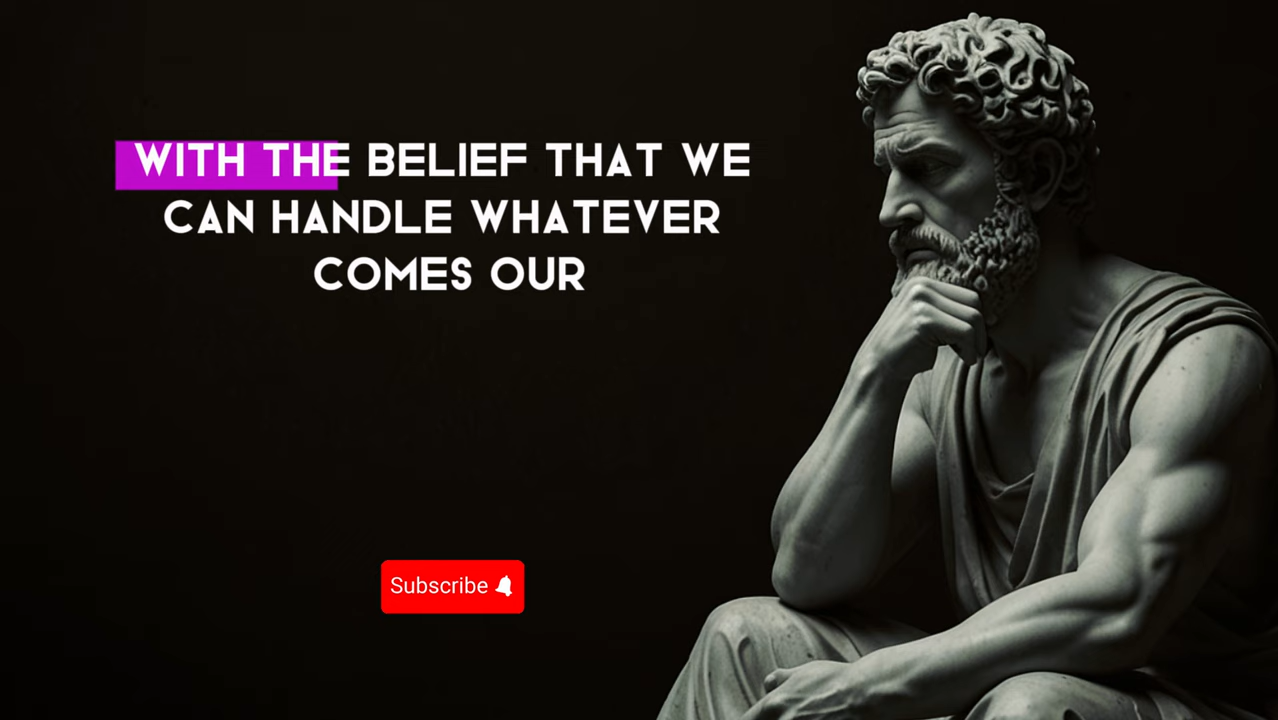 WITH THE BELIEF THAT WE
CAN HANDLE WHATEVER
COMES OUR
Subscribe